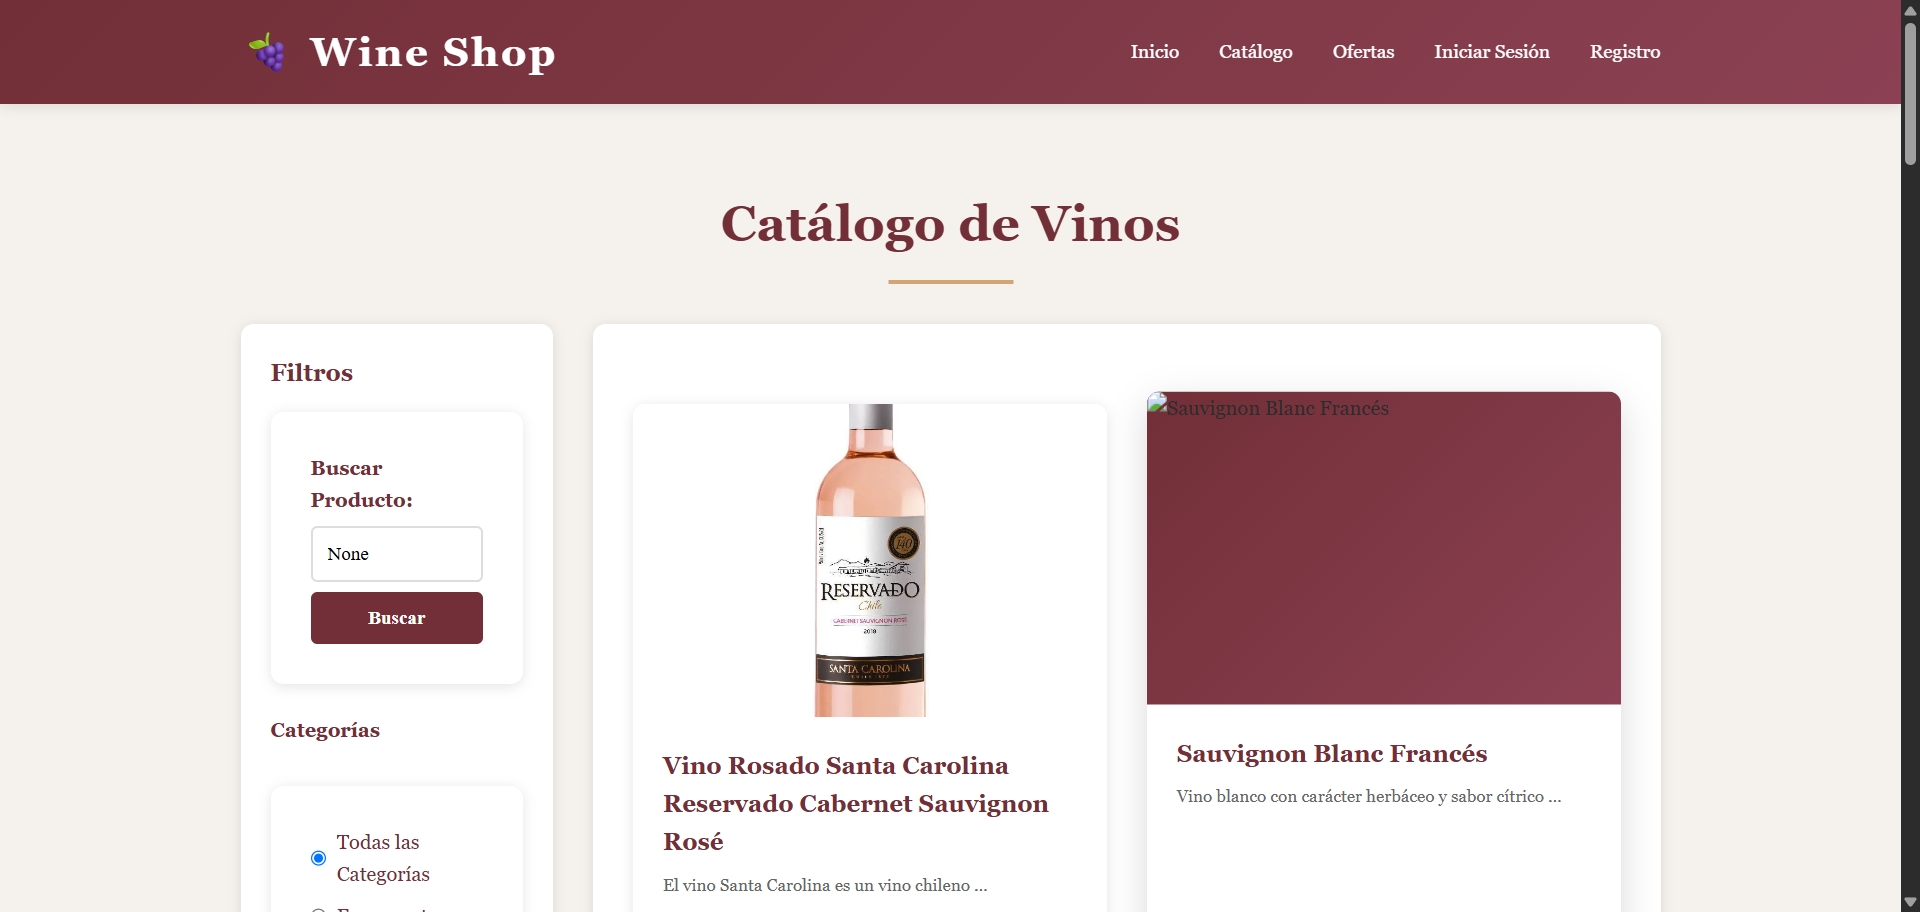 Wine Shop
Inicio
Catálogo
Ofertas
Iniciar Sesión
Registro
Catálogo de Vinos
Filtros
Buscar
Producto:
None
Buscar
Categorías
Todas las
Categorías
140
RESERVADO
Chile
CABERNET SAUVIGNON ROSÉ
2018
SANTA CAROLINA
Vino Rosado Santa Carolina
Reservado Cabernet Sauvignon
Rosé
El vino Santa Carolina es un vino chileno ...
Sauvignon Blanc Francés
Sauvignon Blanc Francés
Vino blanco con carácter herbáceo y sabor cítrico ...